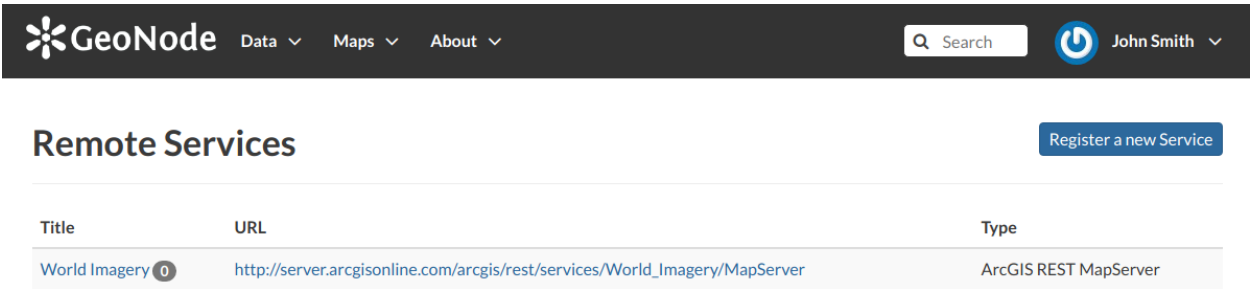 GeoNode Data Maps About Search John Smith
Remote Services Register a new Service
Title URL Type
World Imagery 0 http://server.arcgisonline.com/arcgis/rest/services/World_Imagery/MapServer ArcGIS REST MapServer